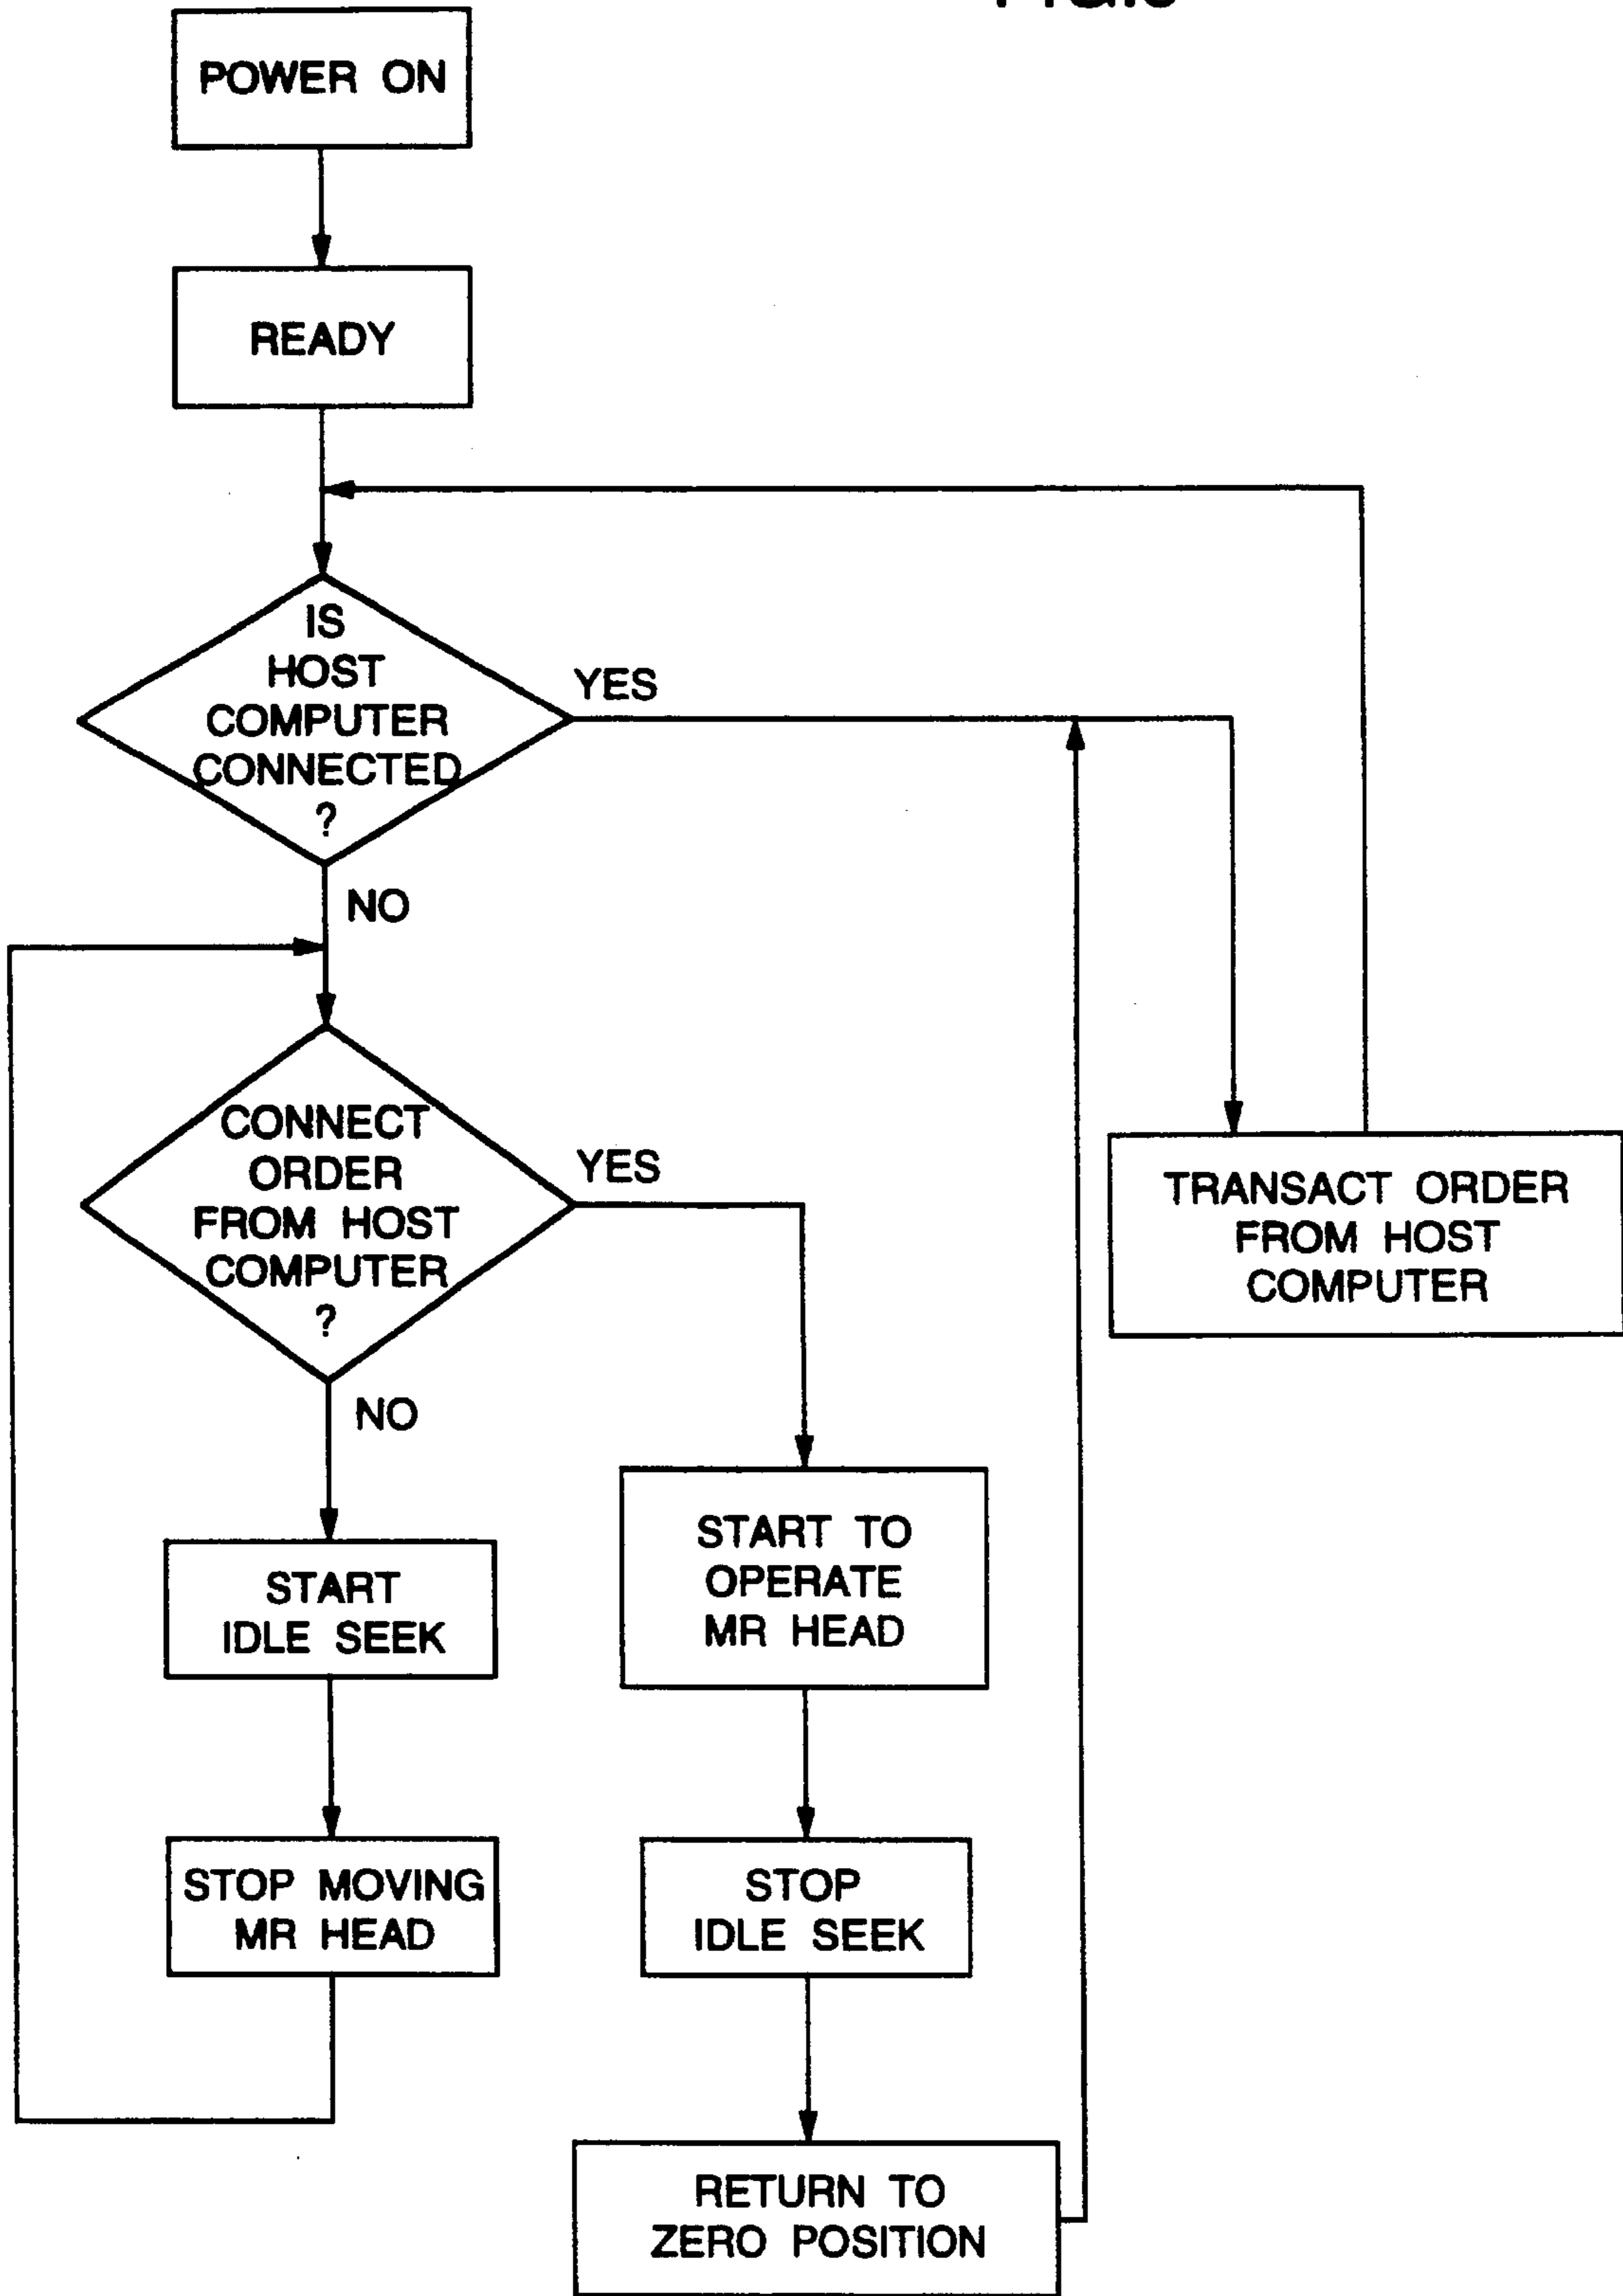 POWER ON
READY
IS
HOST
COMPUTER
CONNECTED
?
YES
NO
CONNECT
ORDER
FROM HOST
COMPUTER
?
YES
NO
TRANSACT ORDER
FROM HOST
COMPUTER
START
IDLE SEEK
START TO
OPERATE
MR HEAD
STOP MOVING
MR HEAD
STOP
IDLE SEEK
RETURN TO
ZERO POSITION